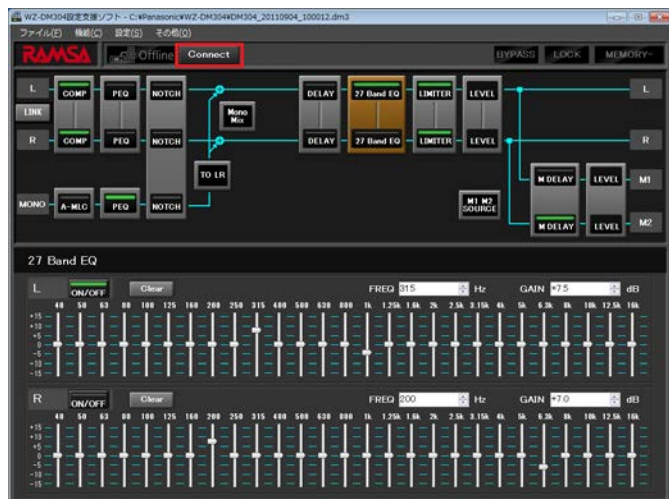 WZ-DM304設定支援ソフト - C:¥Panasonic¥WZ-DM304¥DM304_20110904_100012.dm3
ファイル(F) 機能(C) 設定(S) その他(O)
RAMSA Offline Connect BYPASS LOCK MEMORY-
L COMP PEQ NOTCH DELAY 27 Band EQ LIMITER LEVEL L
LINK Mono Mix
R COMP PEQ NOTCH DELAY 27 Band EQ LIMITER LEVEL R
TO LR M DELAY LEVEL M1
MONO A-MLC PEQ NOTCH M1 M2 SOURCE
M DELAY LEVEL M2
27 Band EQ
L ON/OFF Clear FREQ 315 Hz GAIN +7.5 dB
40 50 63 80 100 125 160 200 250 315 400 500 630 800 1k 1.25k 1.6k 2k 2.5k 3.15k 4k 5k 6.3k 8k 10k 12.5k 16k
+15
+10
+5
0
-5
-10
-15
R ON/OFF Clear FREQ 200 Hz GAIN +7.0 dB
40 50 63 80 100 125 160 200 250 315 400 500 630 800 1k 1.25k 1.6k 2k 2.5k 3.15k 4k 5k 6.3k 8k 10k 12.5k 16k
+15
+10
+5
0
-5
-10
-15